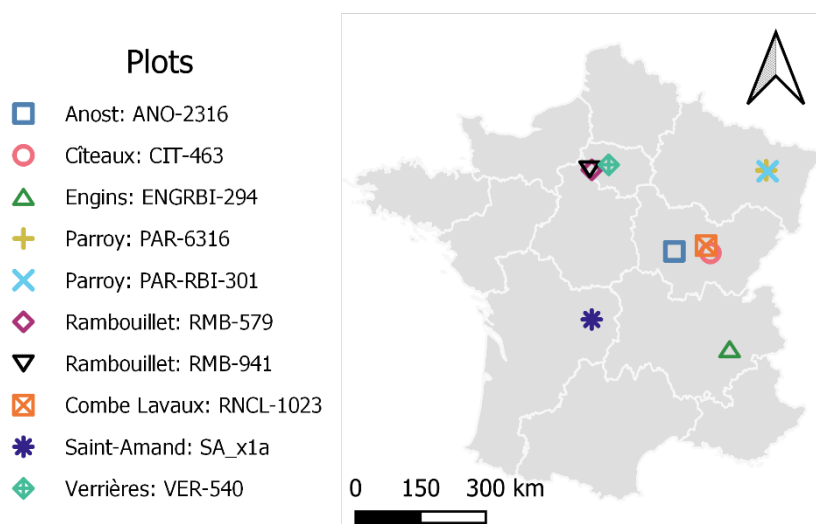 Plots
Anost: ANO-2316
Cîteaux: CIT-463
Engins: ENGRBI-294
Parroy: PAR-6316
Parroy: PAR-RBI-301
Rambouillet: RMB-579
Rambouillet: RMB-941
Combe Lavaux: RNCL-1023
Saint-Amand: SA_x1a
Verrières: VER-540
0 150 300 km